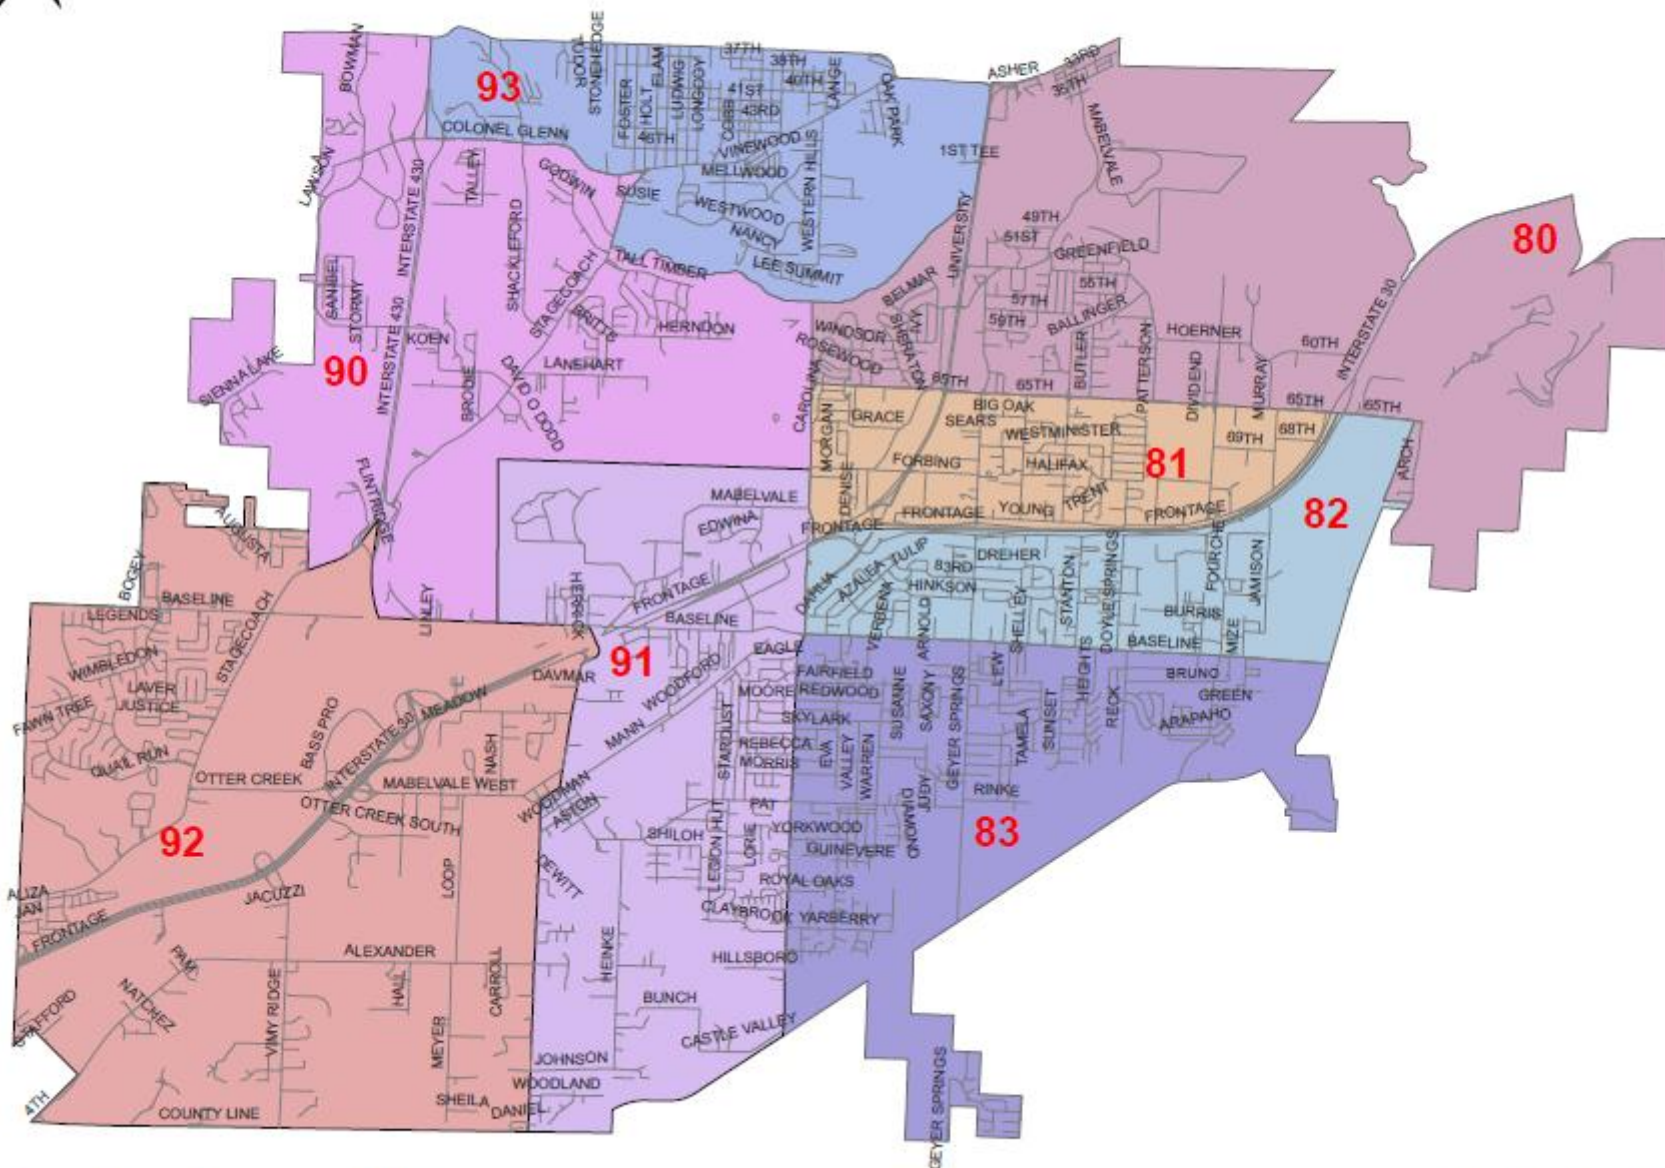 BOWMAN
93
TUDOR
STONEHEDGE
FOSTER
HOLT
ELAM
LUDWIG
LONGCOY
37TH
38TH
40TH
41ST
43RD
COBB
LANGE
OAK PARK
46TH
COLONEL GLENN
VINEWOOD
MELLWOOD
WESTERN HILLS
WESTWOOD
NANCY
LEE SUMMIT
SUSIE
GODWIN
TALLEY
LAWSON
INTERSTATE 430
SHACKLEFORD
STAGECOACH
TALL TIMBER
ASHER
33RD
35TH
MABELVALE
1ST TEE
UNIVERSITY
49TH
51ST
GREENFIELD
55TH
57TH
59TH
BALLINGER
BELMAR
IVY
SHERATON
WINDSOR
ROSEWOOD
65TH
65TH
BUTLER
PATTERSON
HOERNER
DIVIDEND
MURRAY
60TH
65TH
65TH
INTERSTATE 30
80
SANIBEL
STORMY
INTERSTATE 430
KOEN
90
SIENNA LAKE
BRODIE
DAVID O DODD
BRITTS
HERNDON
LANEHART
CAROLINA
FLINTRIDGE
MORGAN
GRACE
BIG OAK
SEARS
WESTMINISTER
81
69TH
68TH
FORBING
HALIFAX
DENISE
FRONTAGE
FRONTAGE
YOUNG
TRENT
FRONTAGE
ARCH
82
MABELVALE
EDWINA
FRONTAGE
BASELINE
HERRICK
DAHLIA
AZALEA
TULIP
83RD
HINKSON
DREHER
VERBENA
ARNOLD
SHELLEY
STANTON
DOYLE SPRINGS
FOURCHE
JAMISON
BURRIS
MIZE
BASELINE
AUGUSTA
BOGEY
BASELINE
LEGENDS
WIMBLEDON
STAGECOACH
LINLEY
LAVER
JUSTICE
FAWN TREE
QUAIL RUN
BASS PRO
INTERSTATE 30
MEADOW
NASH
OTTER CREEK
MABELVALE WEST
OTTER CREEK SOUTH
DAVMAR
91
EAGLE
WOODFORD
MANN
MOORE
STARDUST
REBECCA
MORRIS
FAIRFIELD
REDWOOD
SKYLARK
SUSANNE
SAXONY
GEYER SPRINGS
LEW
TAMELA
SUNSET
HEIGHTS
RECK
BRUNO
GREEN
ARAPAHO
EVA
VALLEY
WARREN
JUDY
DIAMOND
RINKE
83
92
ALIZA
JAN
FRONTAGE
JACUZZI
LOOP
WOODMAN
ASTON
DEWITT
SHILOH
LEGION HUT
LORIE
PAT
YORKWOOD
GUINEVERE
ROYAL OAKS
CLAYBROOK
YARBERRY
HILLSBORO
HEINKE
BUNCH
CASTLE VALLEY
JOHNSON
WOODLAND
DANIEL
SHEILA
ALEXANDER
PAM
NATCHEZ
STAFFORD
VIMY RIDGE
HALL
MEYER
CARROLL
4TH
COUNTY LINE
GEYER SPRINGS